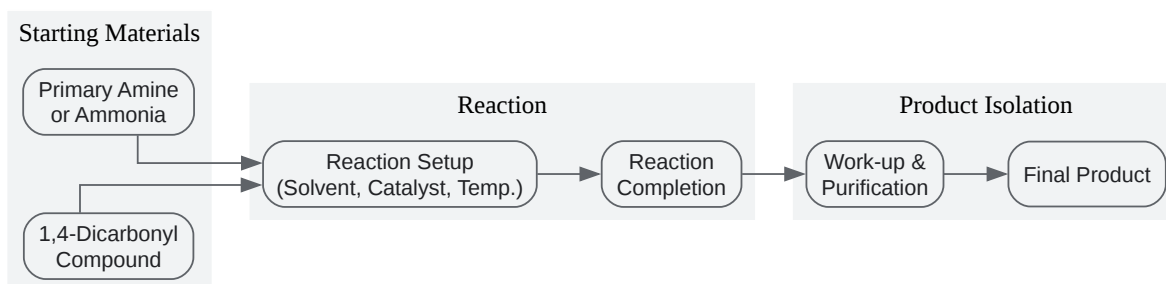 Starting Materials
Primary Amine
or Ammonia
1,4-Dicarbonyl
Compound
Reaction
Reaction Setup
(Solvent, Catalyst, Temp.)
Reaction
Completion
Product Isolation
Work-up &
Purification
Final Product